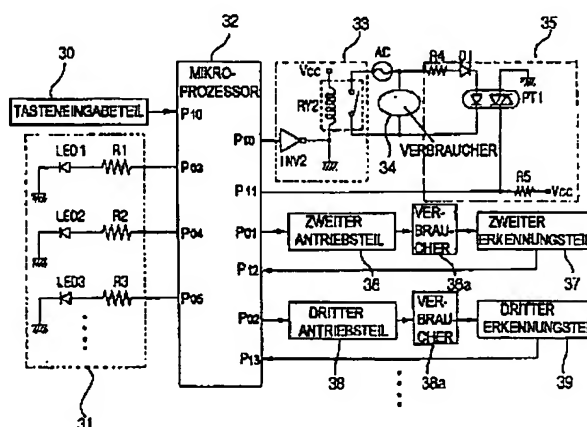 32
33
35
30
MIKRO-
PROZESSOR
AC
R4
D1
Vcc
RY2
PT1
TASTENEINGABETEIL
P10
P00
INV2
34
VERBRAUCHER
LED1
R1
P03
P11
R5
Vcc
LED2
R2
P04
P01
ZWEITER
ANTRIEBSTEIL
VER-
BRAU
CHER
ZWEITER
ERKENNUNGSTEIL
36
38a
37
P12
LED3
R3
P05
P02
DRITTER
ANTRIEBSTEIL
VER-
BRAU
CHER
DRITTER
ERKENNUNGSTEIL
38
38a
39
P13
31